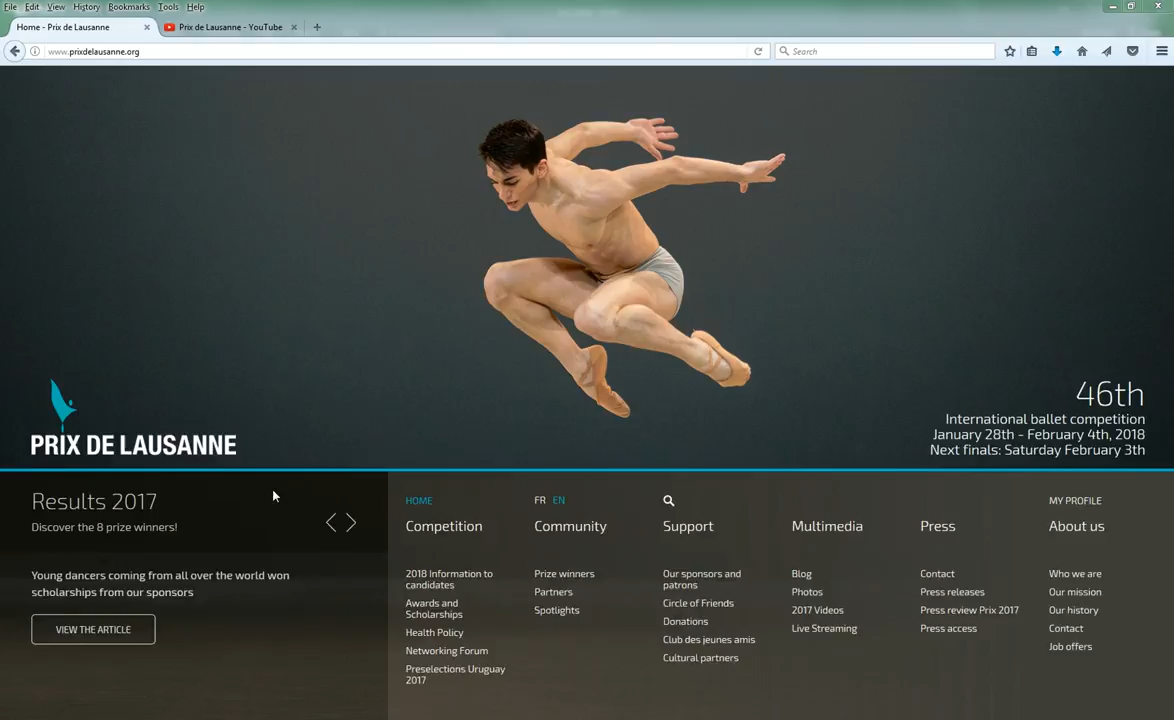 File Edit View History Bookmarks Tools Help
Home - Prix de Lausanne
Prix de Lausanne - YouTube
www.prixdelausanne.org
Search
PRIX DE LAUSANNE
46th
International ballet competition
January 28th - February 4th, 2018
Next finals: Saturday February 3th
Results 2017
Discover the 8 prize winners!
Young dancers coming from all over the world won
scholarships from our sponsors
VIEW THE ARTICLE
HOME
Competition
2018 Information to
candidates
Awards and
Scholarships
Health Policy
Networking Forum
Preselections Uruguay
2017
FR EN
Community
Prize winners
Partners
Spotlights
Support
Our sponsors and
patrons
Circle of Friends
Donations
Club des jeunes amis
Cultural partners
Multimedia
Blog
Photos
2017 Videos
Live Streaming
Press
Contact
Press releases
Press review Prix 2017
Press access
MY PROFILE
About us
Who we are
Our mission
Our history
Contact
Job offers